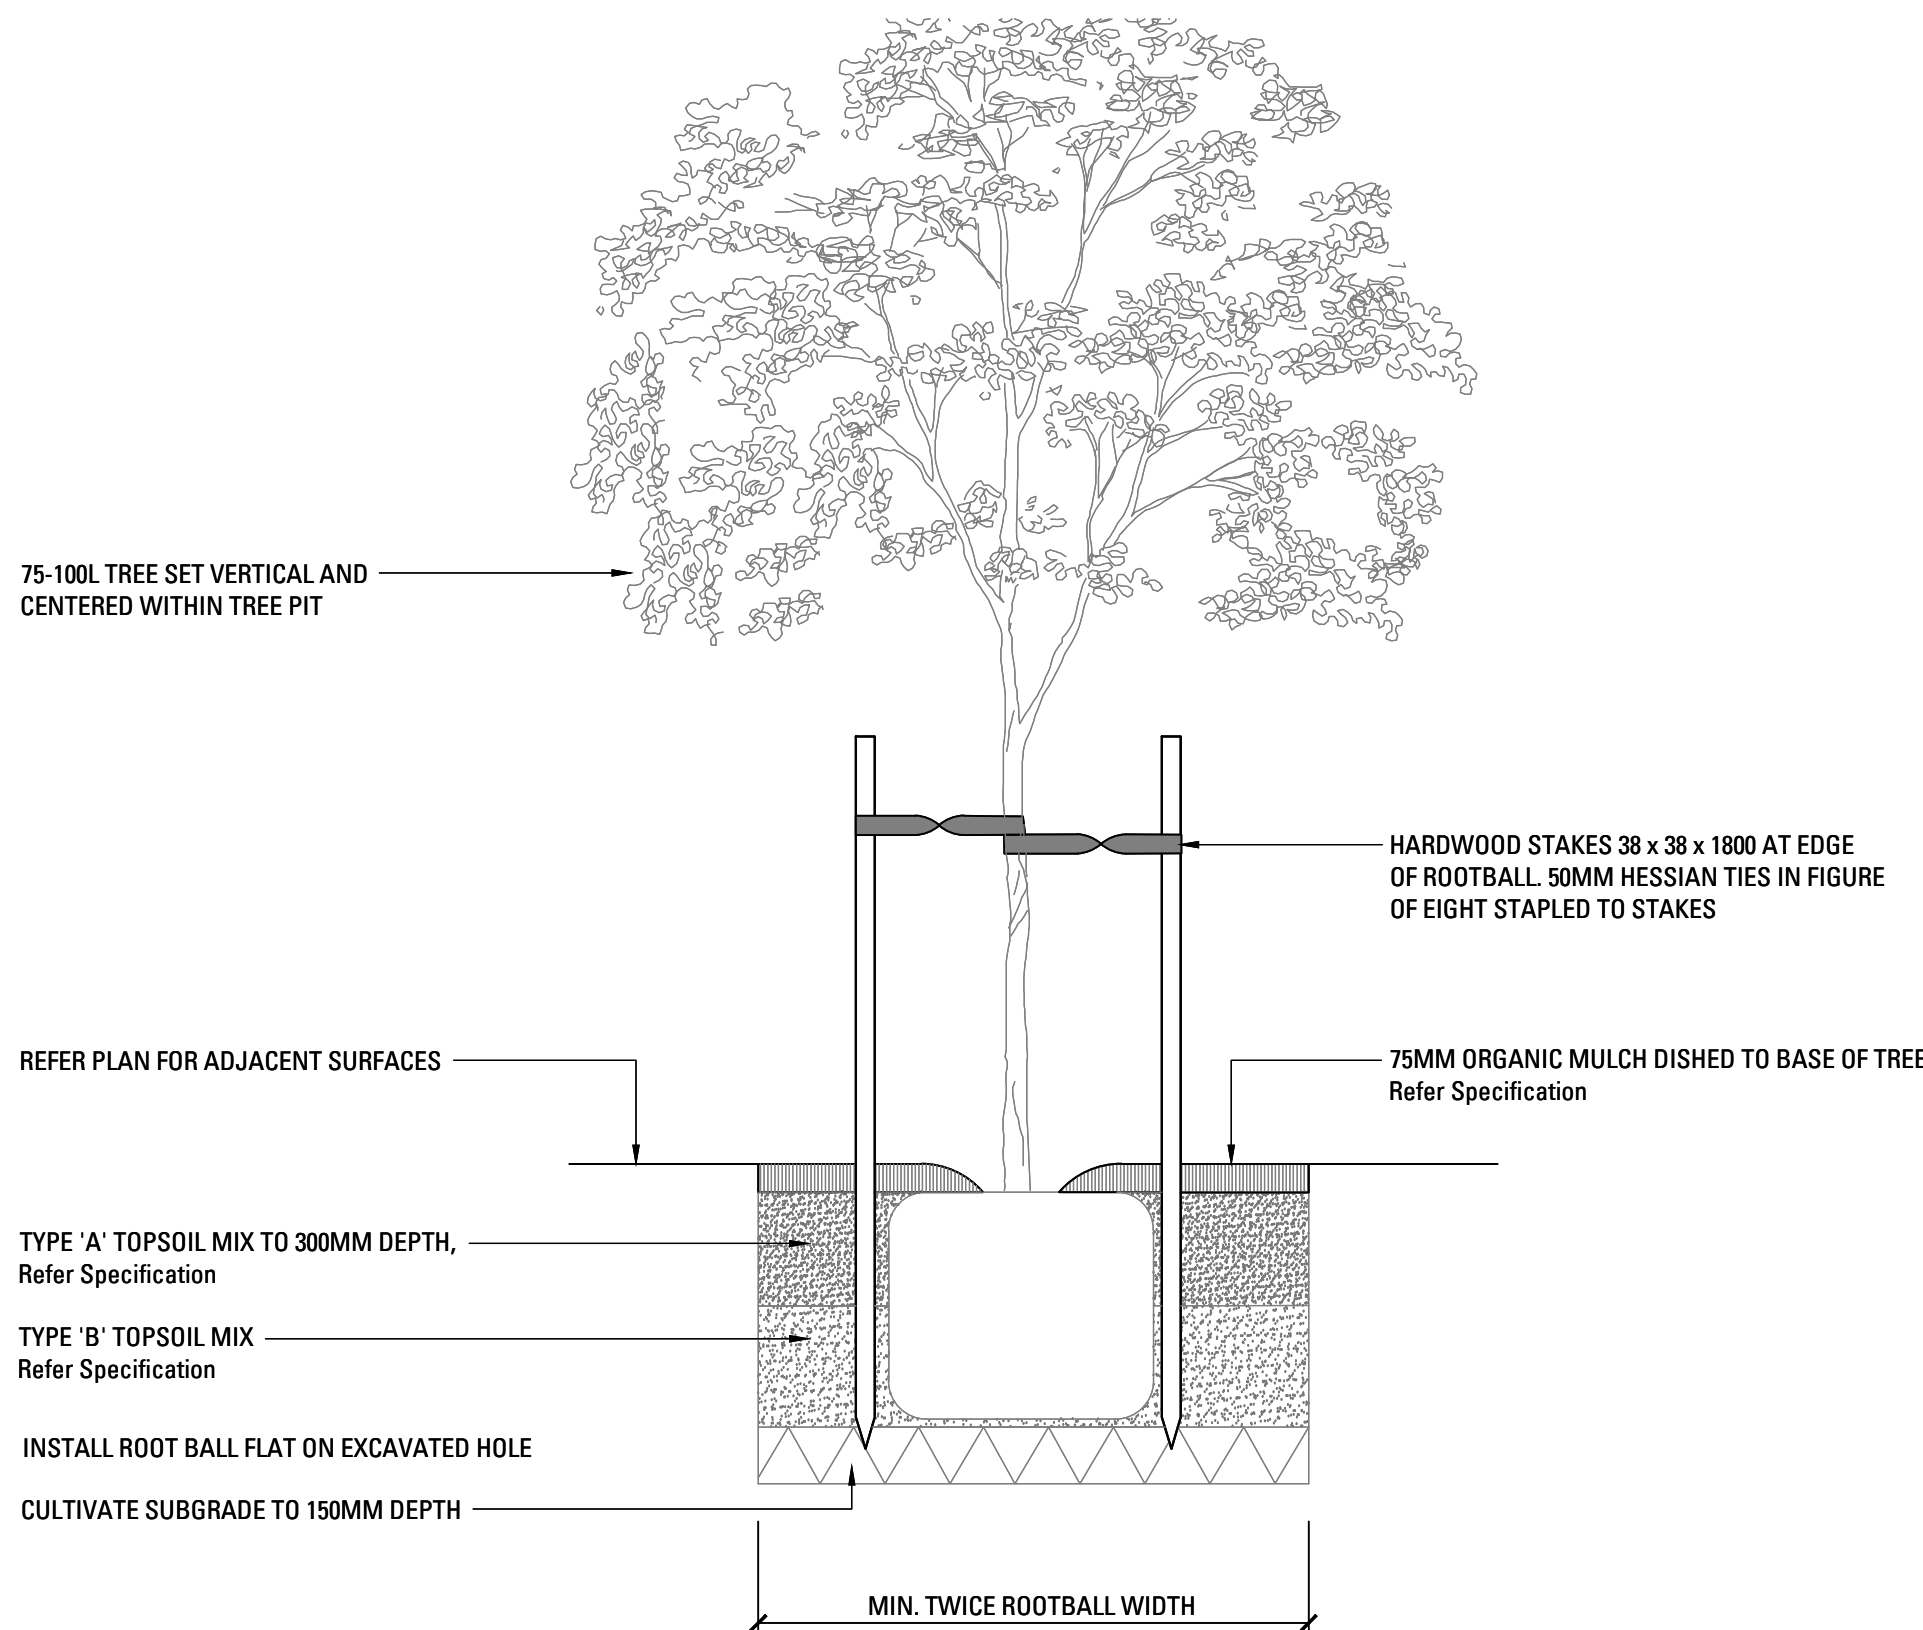 75-100L TREE SET VERTICAL AND
CENTERED WITHIN TREE PIT
HARDWOOD STAKES 38 x 38 x 1800 AT EDGE
OF ROOTBALL. 50MM HESSIAN TIES IN FIGURE
OF EIGHT STAPLED TO STAKES
REFER PLAN FOR ADJACENT SURFACES
75MM ORGANIC MULCH DISHED TO BASE OF TREE
Refer Specification
TYPE 'A' TOPSOIL MIX TO 300MM DEPTH,
Refer Specification
TYPE 'B' TOPSOIL MIX
Refer Specification
INSTALL ROOT BALL FLAT ON EXCAVATED HOLE
CULTIVATE SUBGRADE TO 150MM DEPTH
MIN. TWICE ROOTBALL WIDTH